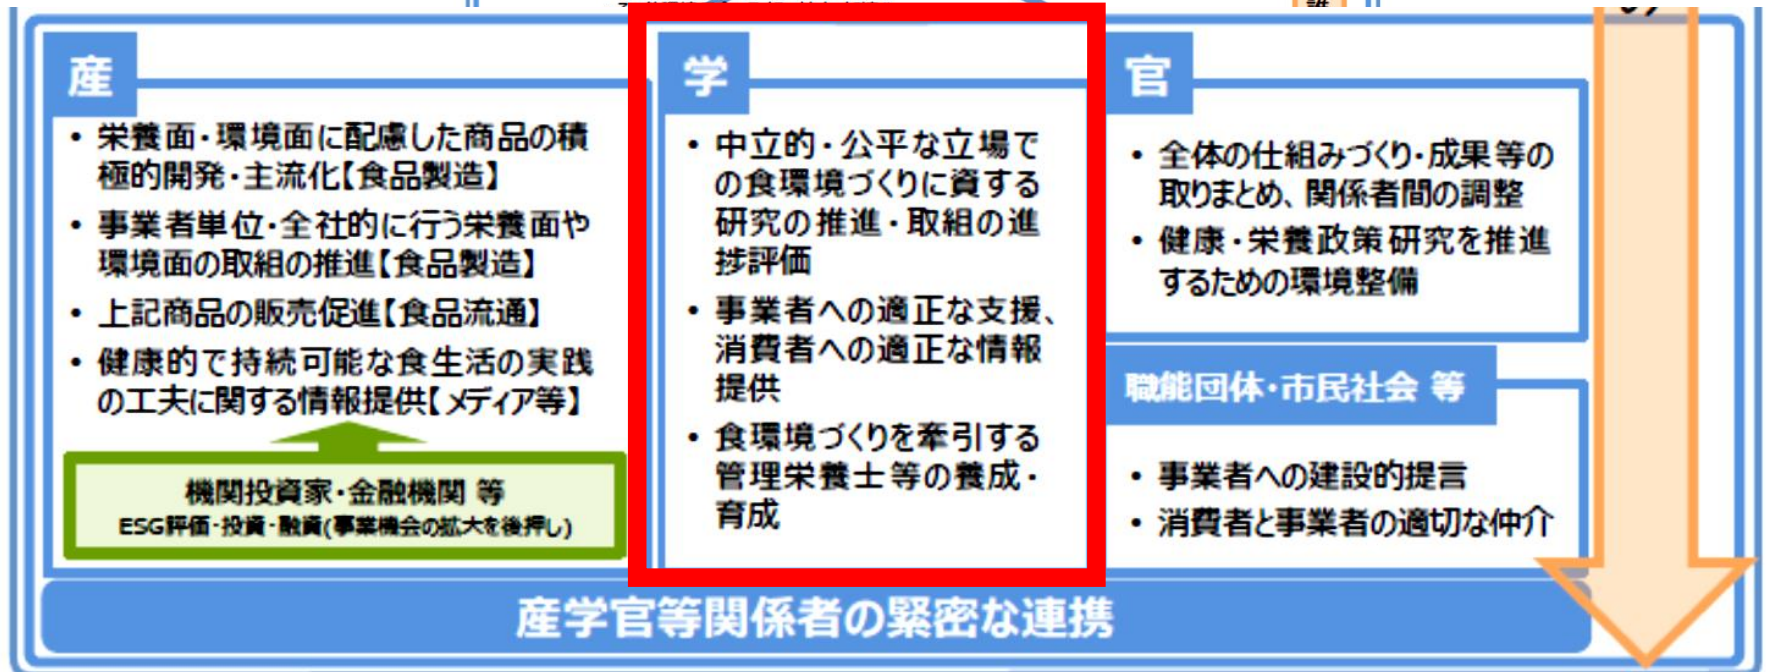 産
・栄養面・環境面に配慮した商品の積
極的開発・主流化【食品製造】
・事業者単位・全社的に行う栄養面や
環境面の取組の推進【食品製造】
・上記商品の販売促進【食品流通】
・健康的で持続可能な食生活の実践
の工夫に関する情報提供【メディア等】
機関投資家・金融機関 等
ESG評価・投資・融資(事業機会の拡大を後押し)
学
・中立的・公平な立場で
の食環境づくりに資する
研究の推進・取組の進
捗評価
・事業者への適正な支援、
消費者への適正な情報
提供
・食環境づくりを牽引する
管理栄養士等の養成・
育成
官
・全体の仕組みづくり・成果等の
取りまとめ、関係者間の調整
・健康・栄養政策研究を推進
するための環境整備
職能団体・市民社会 等
・事業者への建設的提言
・消費者と事業者の適切な仲介
産学官等関係者の緊密な連携